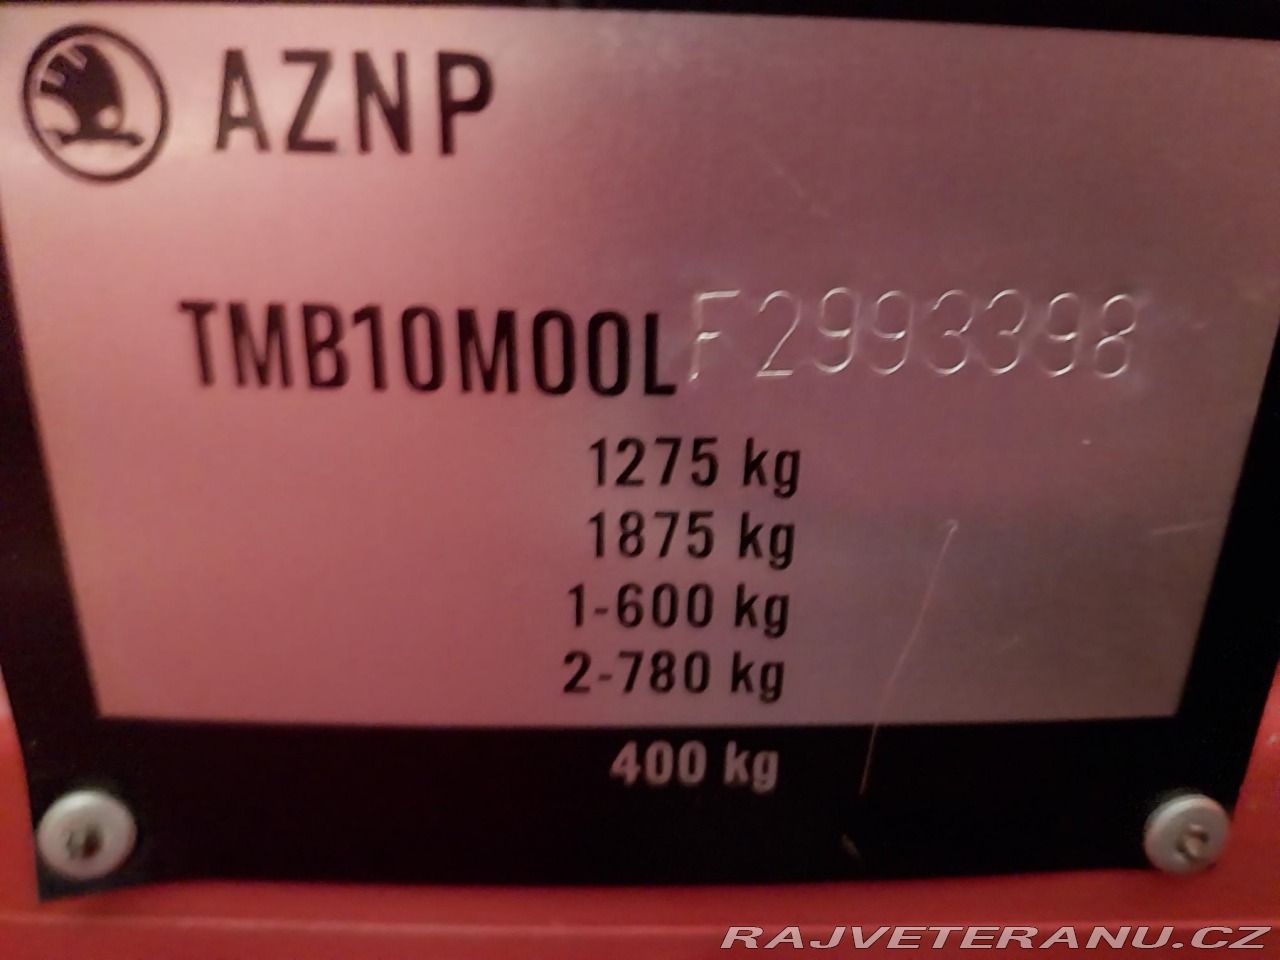 AZNP
TMB10M00LF2993398
1275 kg
1875 kg
1-600 kg
2-780 kg
400 kg
RAJVETERANU.CZ